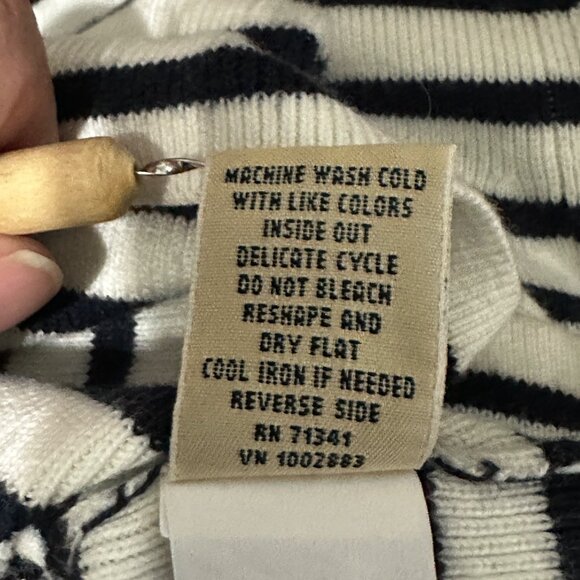 MACHINE WASH COLD
WITH LIKE COLORS
INSIDE OUT
DELICATE CYCLE
DO NOT BLEACH
RESHAPE AND
DRY FLAT
COOL IRON IF NEEDED
REVERSE SIDE
RN 71341
VN 1002883